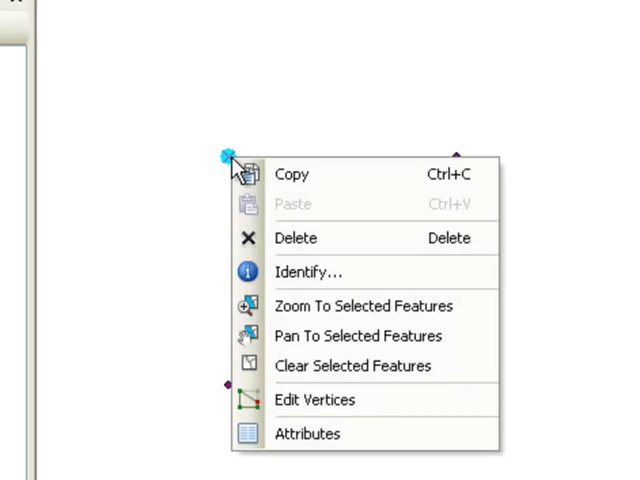 Copy Ctrl+C
Paste Ctrl+V
Delete Delete
Identify...
Zoom To Selected Features
Pan To Selected Features
Clear Selected Features
Edit Vertices
Attributes